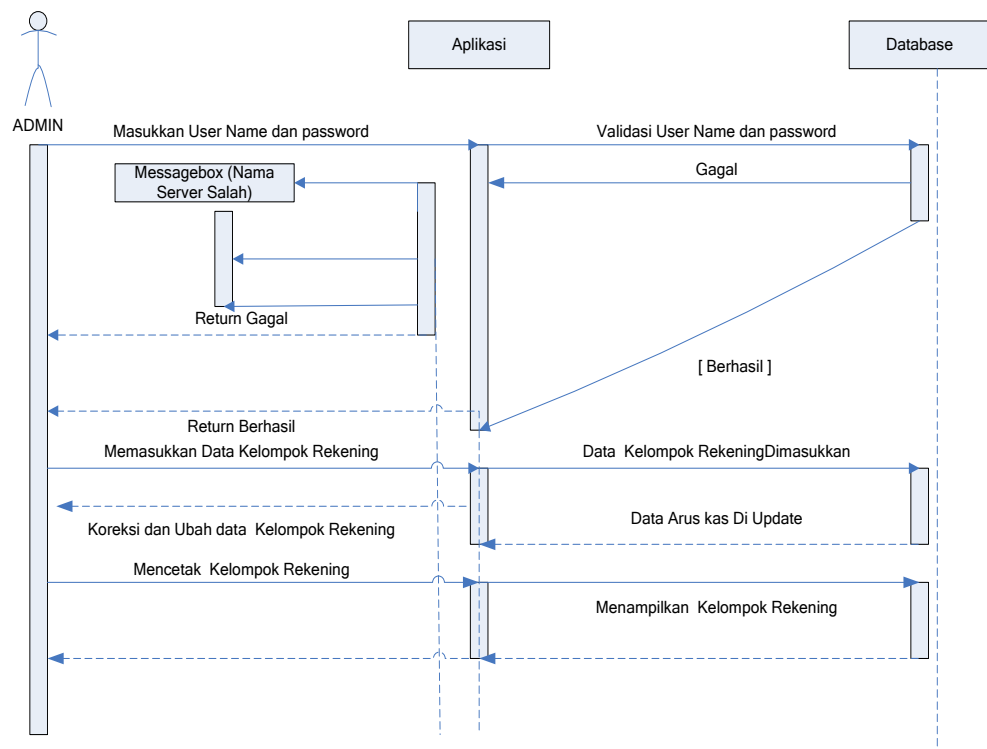 Aplikasi
Database
ADMIN
Masukkan User Name dan password
Validasi User Name dan password
Messagebox (Nama
Server Salah)
Gagal
Return Gagal
[ Berhasil ]
Return Berhasil
Memasukkan Data Kelompok Rekening
Data Kelompok RekeningDimasukkan
Koreksi dan Ubah data Kelompok Rekening
Data Arus kas Di Update
Mencetak Kelompok Rekening
Menampilkan Kelompok Rekening